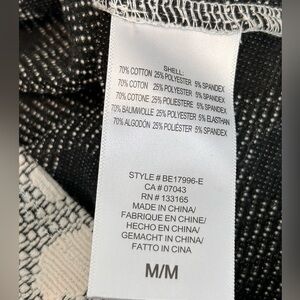 SHELL:
70% COTTON 25% POLYESTER 5% SPANDEX
70% COTON 25% POLYESTER 5% SPANDEX
70% COTONE 25% POLIESTERE 5% SPANDEX
70% BAUMWOLLE 25% POLYESTER 5% ELASTHAN
70% ALGODÓN 25% POLIÉSTER 5% SPANDEX
STYLE # BE17996-E
CA # 07043
RN # 133165
MADE IN CHINA/
FABRIQUE EN CHINE/
HECHO EN CHINA/
GEMACHT IN CHINA/
FATTO IN CINA
M/M